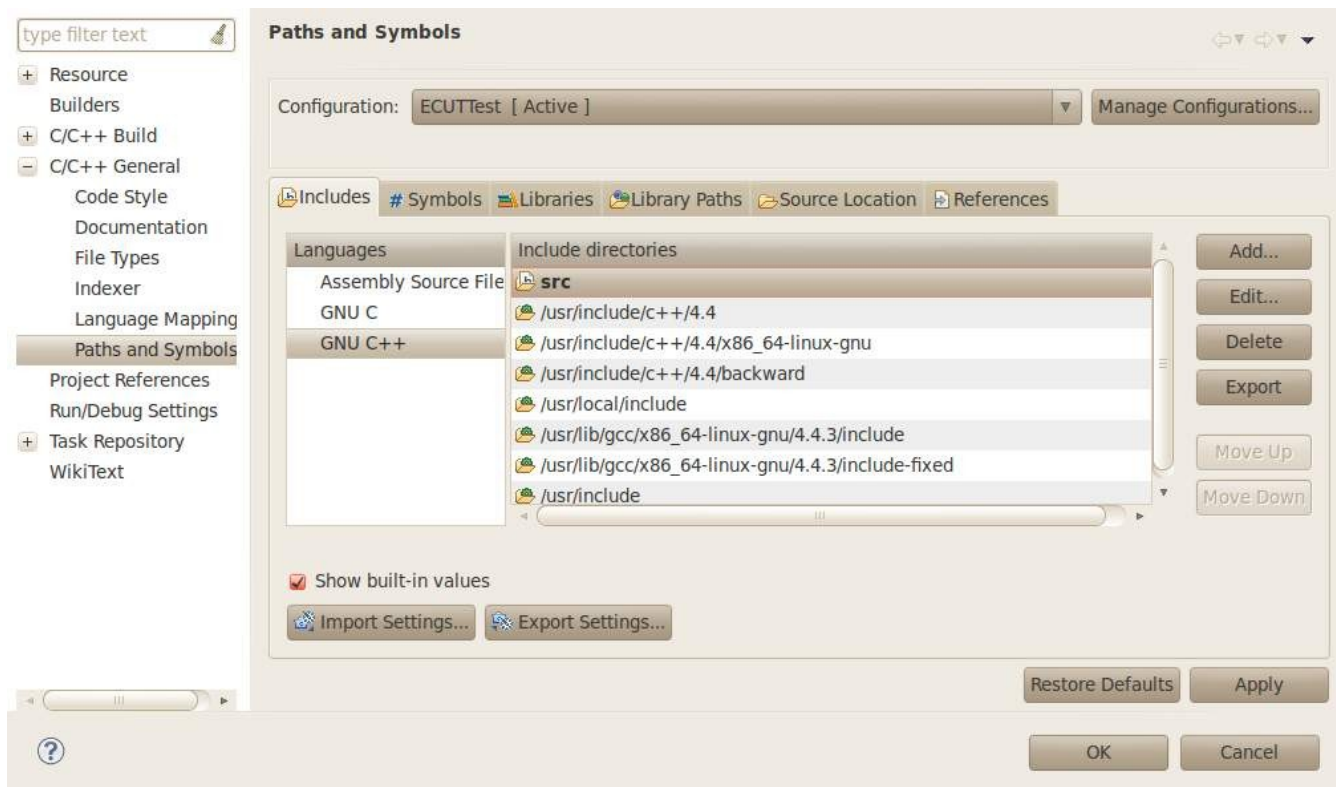 type filter text
Resource
Builders
C/C++ Build
C/C++ General
Code Style
Documentation
File Types
Indexer
Language Mapping
Paths and Symbols
Project References
Run/Debug Settings
Task Repository
WikiText
Paths and Symbols
Configuration: ECUTTest [ Active ] Manage Configurations...
Includes # Symbols Libraries Library Paths Source Location References
Languages
Assembly Source File
GNU C
GNU C++
Include directories
src
/usr/include/c++/4.4
/usr/include/c++/4.4/x86_64-linux-gnu
/usr/include/c++/4.4/backward
/usr/local/include
/usr/lib/gcc/x86_64-linux-gnu/4.4.3/include
/usr/lib/gcc/x86_64-linux-gnu/4.4.3/include-fixed
/usr/include
Add...
Edit...
Delete
Export
Move Up
Move Down
Show built-in values
Import Settings... Export Settings...
Restore Defaults Apply
? OK Cancel